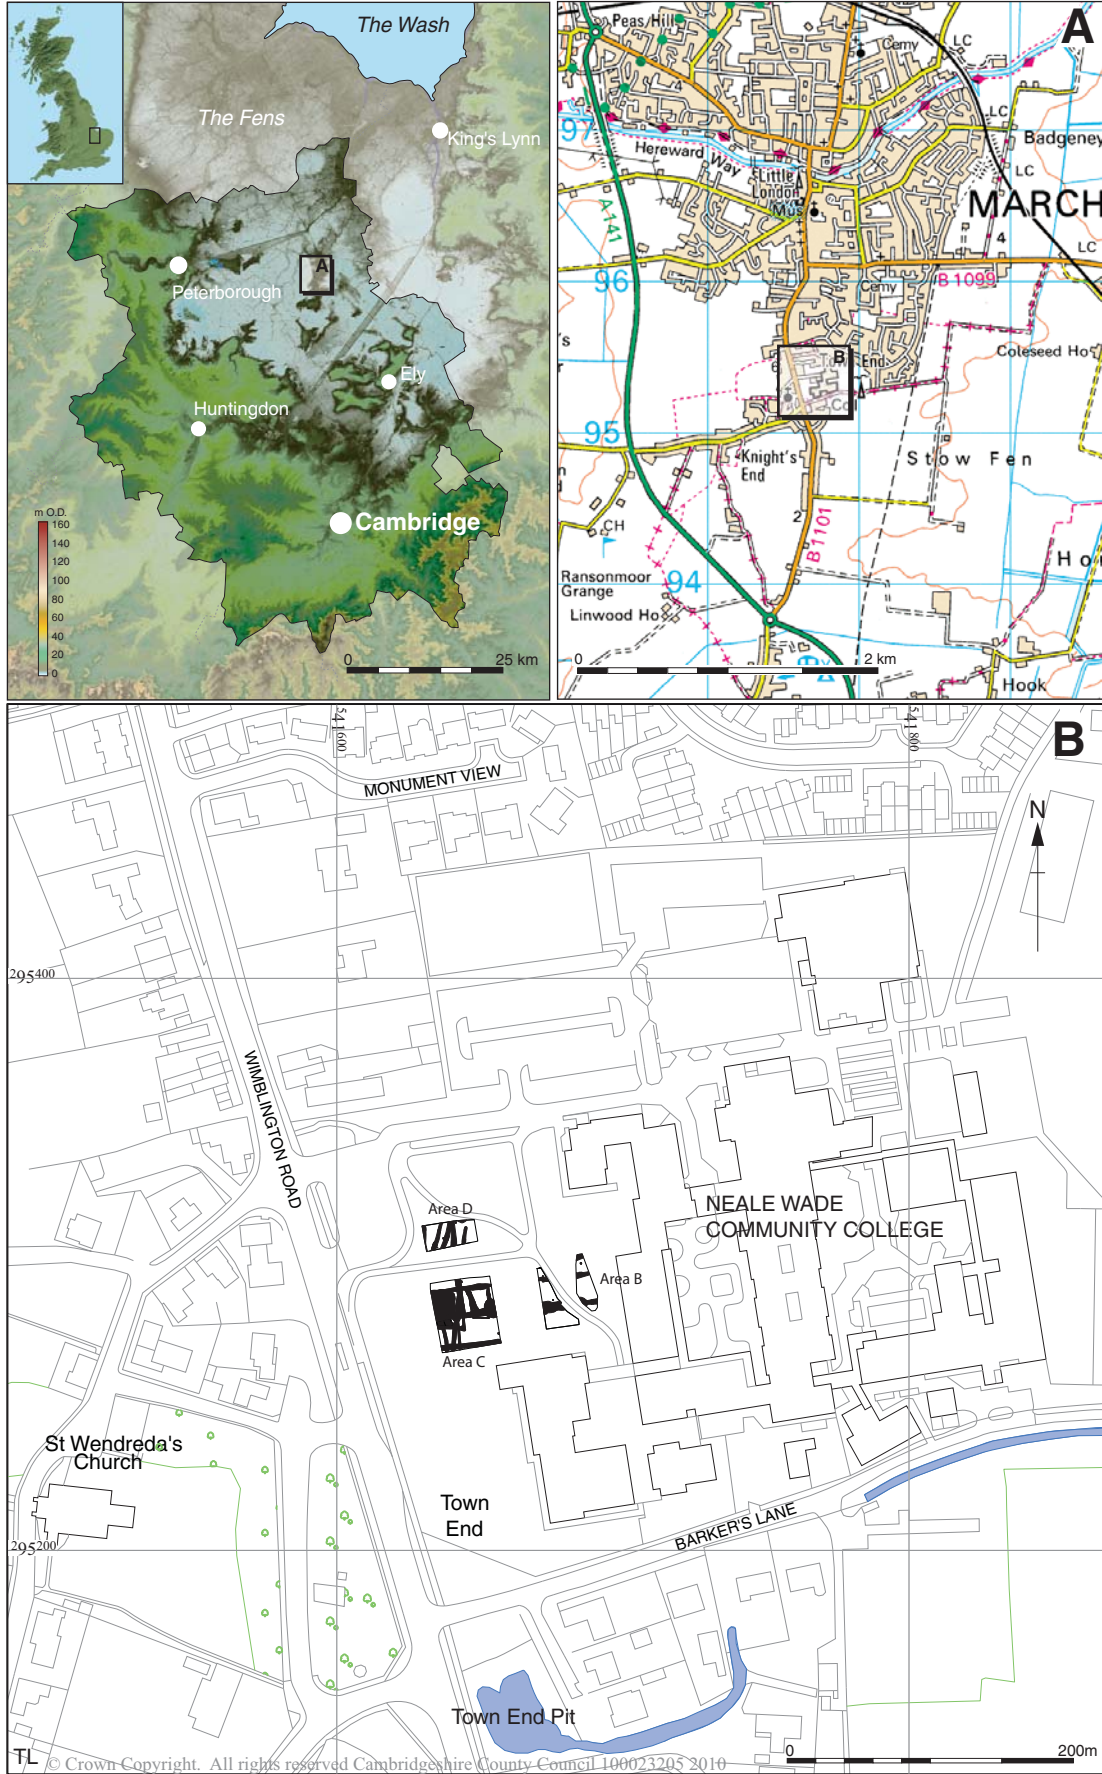 The Wash
The Fens
King's Lynn
A
Peterborough
Ely
Huntingdon
Cambridge
m O.D.
160
140
120
100
80
60
40
20
0
0
25 km
A
Peas Hill
Cemy
LC
97
LC
Badgeney
Hereward Way
LC
Little
London
Mus
MARCH
A 141
4
LC
96
B 1099
Cemy
's
Coleseed Ho
B
6
Town End
95
Knight's
End
Stow Fen
2
CH
B 1101
Ransonmoor
Grange
94
Linwood Ho
Hook
0
2 km
541600
541800
B
MONUMENT VIEW
N
295400
WIMBLINGTON ROAD
NEALE WADE
COMMUNITY COLLEGE
Area D
Area B
Area C
St Wendreda's
Church
Town
End
BARKER'S LANE
295200
Town End Pit
TL
© Crown Copyright. All rights reserved Cambridgeshire County Council 100023205 2010
0
200m